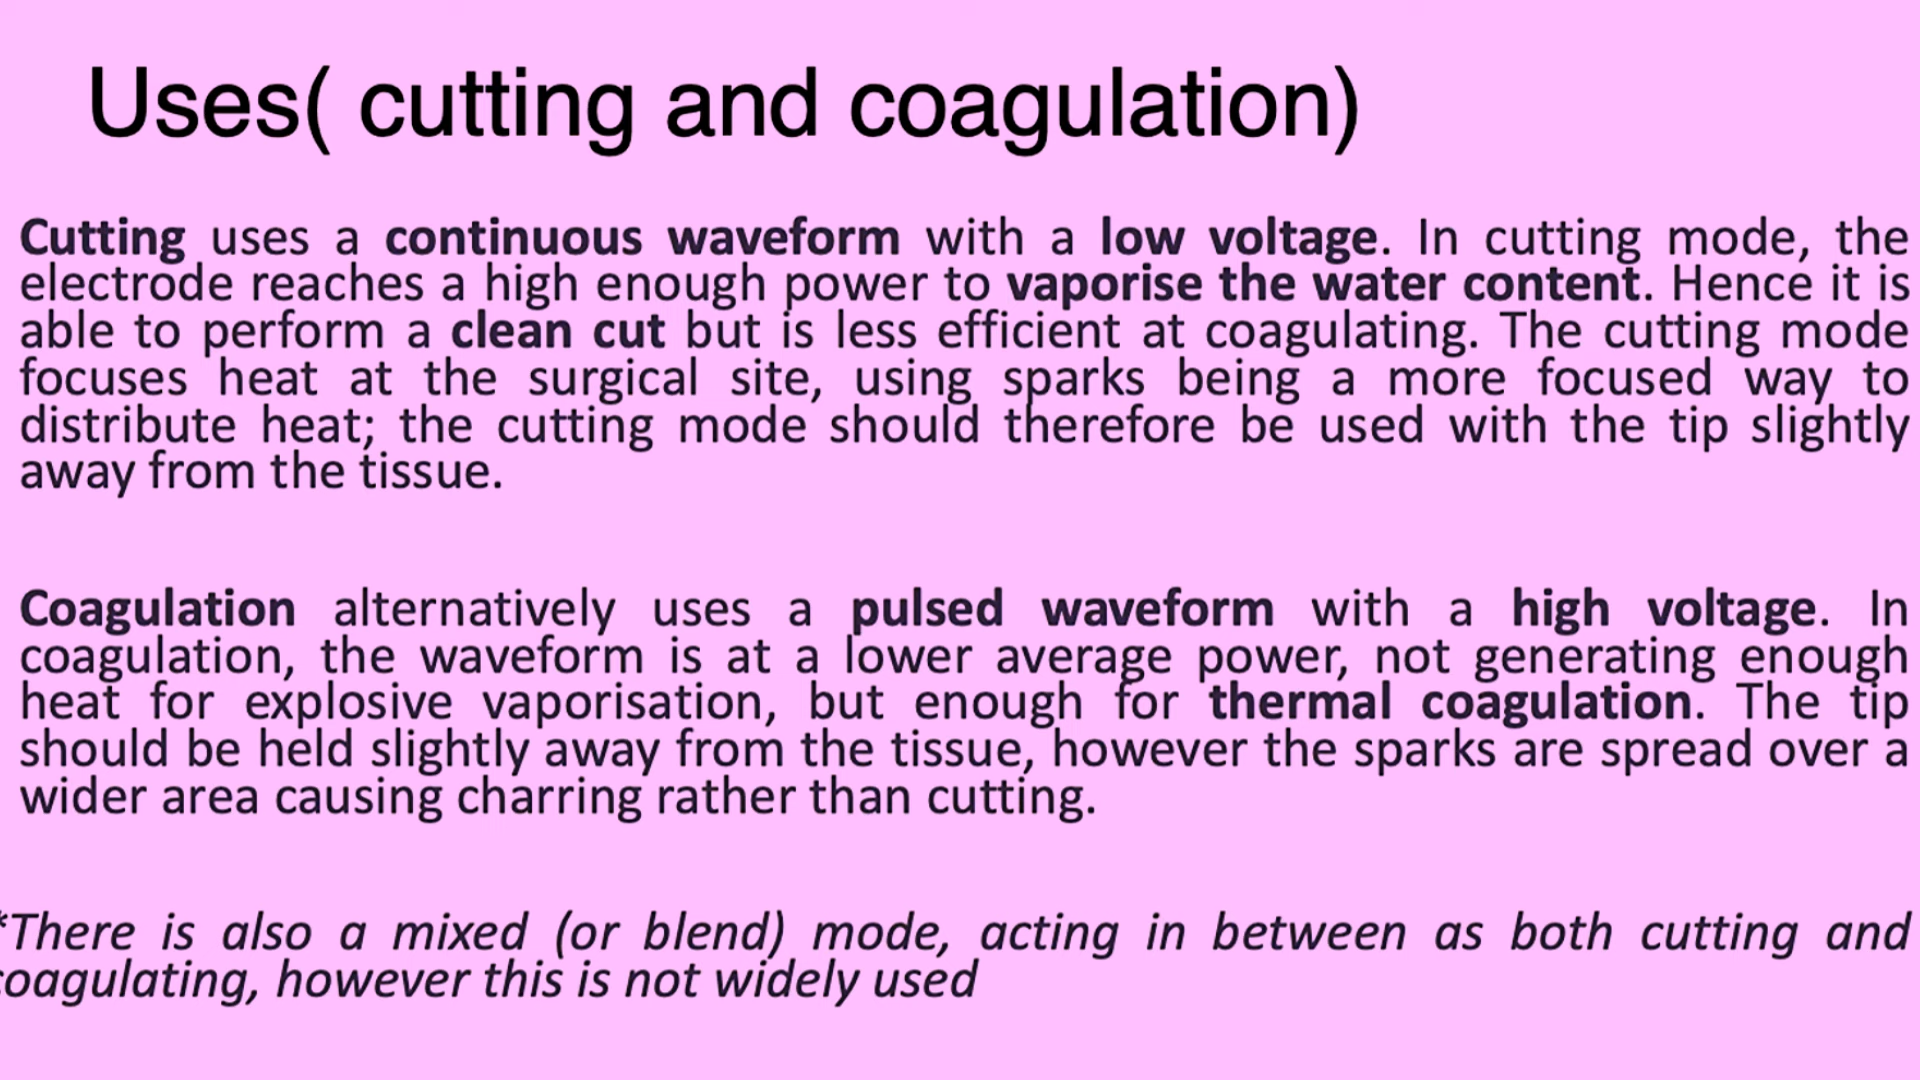 Uses( cutting and coagulation)
Cutting uses a continuous waveform with a low voltage. In cutting mode, the
electrode reaches a high enough power to vaporise the water content. Hence it is
able to perform a clean cut but is less efficient at coagulating. The cutting mode
focuses heat at the surgical site, using sparks being a more focused way to
distribute heat; the cutting mode should therefore be used with the tip slightly
away from the tissue.
Coagulation alternatively uses a pulsed waveform with a high voltage. In
coagulation, the waveform is at a lower average power, not generating enough
heat for explosive vaporisation, but enough for thermal coagulation. The tip
should be held slightly away from the tissue, however the sparks are spread over a
wider area causing charring rather than cutting.
*There is also a mixed (or blend) mode, acting in between as both cutting and
coagulating, however this is not widely used